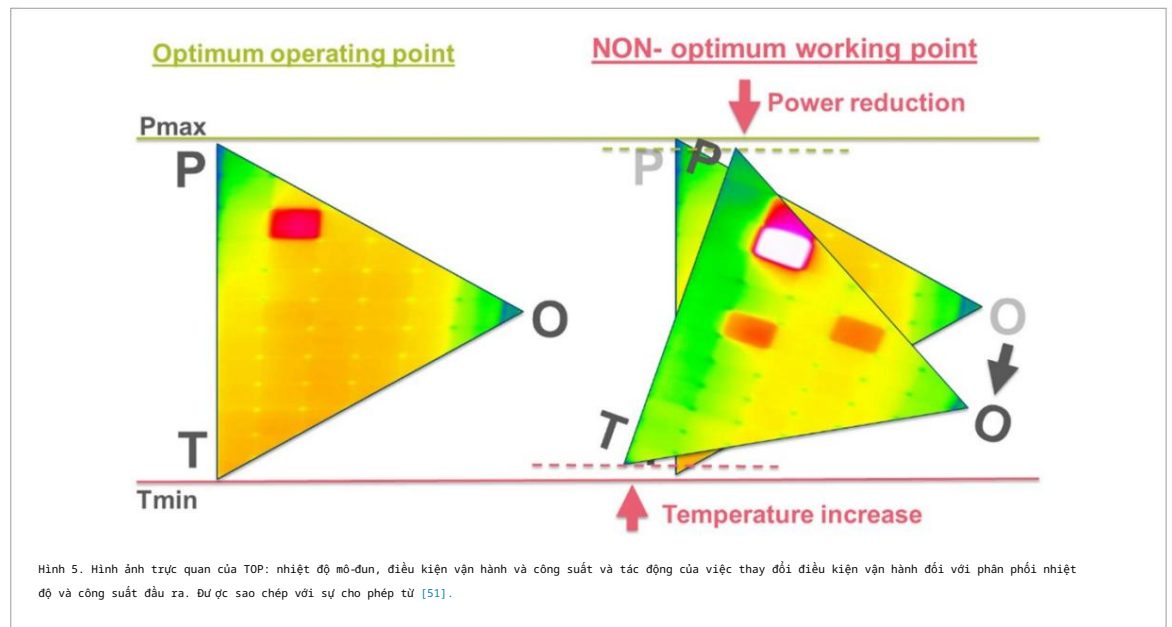 Optimum operating point
NON- optimum working point
Power reduction
Pmax
P
P
P
O
O
O
T
T
Tmin
Temperature increase
Hình 5. Hình ảnh trực quan của TOP: nhiệt độ mô-đun, điều kiện vận hành và công suất và tác động của việc thay đổi điều kiện vận hành đối với phân phối nhiệt
độ và công suất đầu ra. Đư ợc sao chép với sự cho phép từ [51].